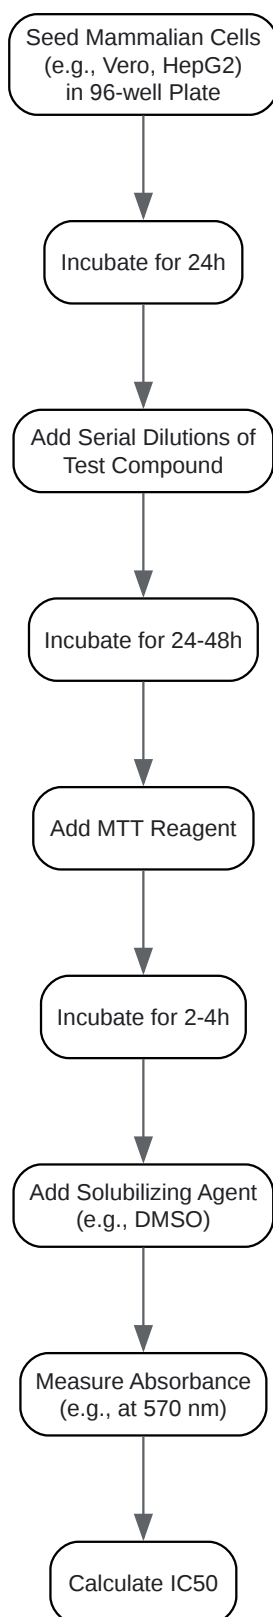 Seed Mammalian Cells
(e.g., Vero, HepG2)
in 96-well Plate
Incubate for 24h
Add Serial Dilutions of
Test Compound
Incubate for 24-48h
Add MTT Reagent
Incubate for 2-4h
Add Solubilizing Agent
(e.g., DMSO)
Measure Absorbance
(e.g., at 570 nm)
Calculate IC50